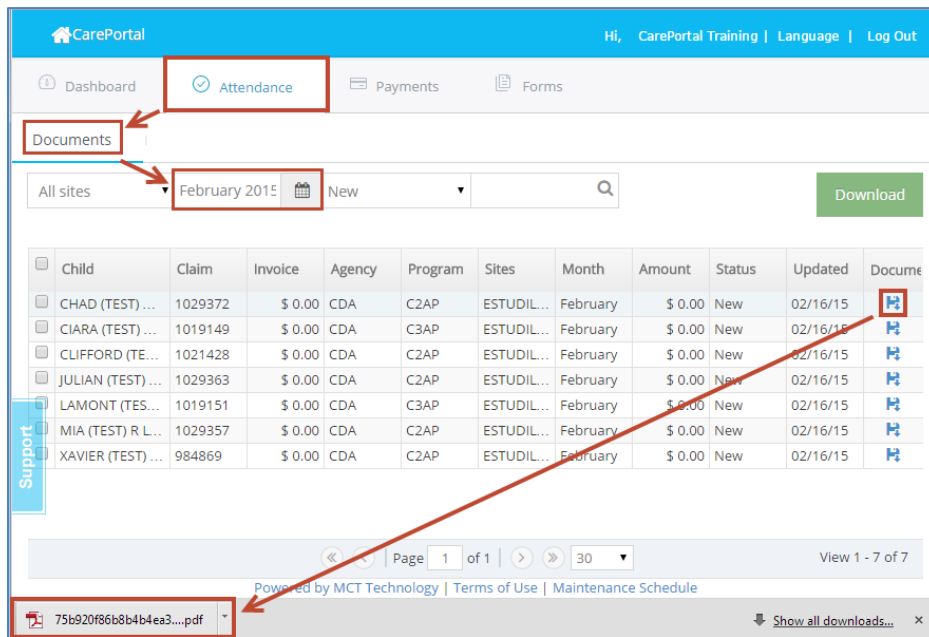 CarePortal Hi, CarePortal Training | Language | Log Out
Dashboard Attendance Payments Forms
Documents
All sites February 2015 New Download
Child Claim Invoice Agency Program Sites Month Amount Status Updated Docume
CHAD (TEST) ... 1029372 $ 0.00 CDA C2AP ESTUDIL... February $ 0.00 New 02/16/15
CIARA (TEST) ... 1019149 $ 0.00 CDA C3AP ESTUDIL... February $ 0.00 New 02/16/15
CLIFFORD (TE... 1021428 $ 0.00 CDA C2AP ESTUDIL... February $ 0.00 New 02/16/15
JULIAN (TEST) ... 1029363 $ 0.00 CDA C2AP ESTUDIL... February $ 0.00 New 02/16/15
LAMONT (TES... 1019151 $ 0.00 CDA C3AP ESTUDIL... February $ 0.00 New 02/16/15
MIA (TEST) R L... 1029357 $ 0.00 CDA C2AP ESTUDIL... February $ 0.00 New 02/16/15
XAVIER (TEST) ... 984869 $ 0.00 CDA C2AP ESTUDIL... February $ 0.00 New 02/16/15
Support
Page 1 of 1 30 View 1 - 7 of 7
Powered by MCT Technology | Terms of Use | Maintenance Schedule
75b920f86b8b4b4ea3....pdf Show all downloads...